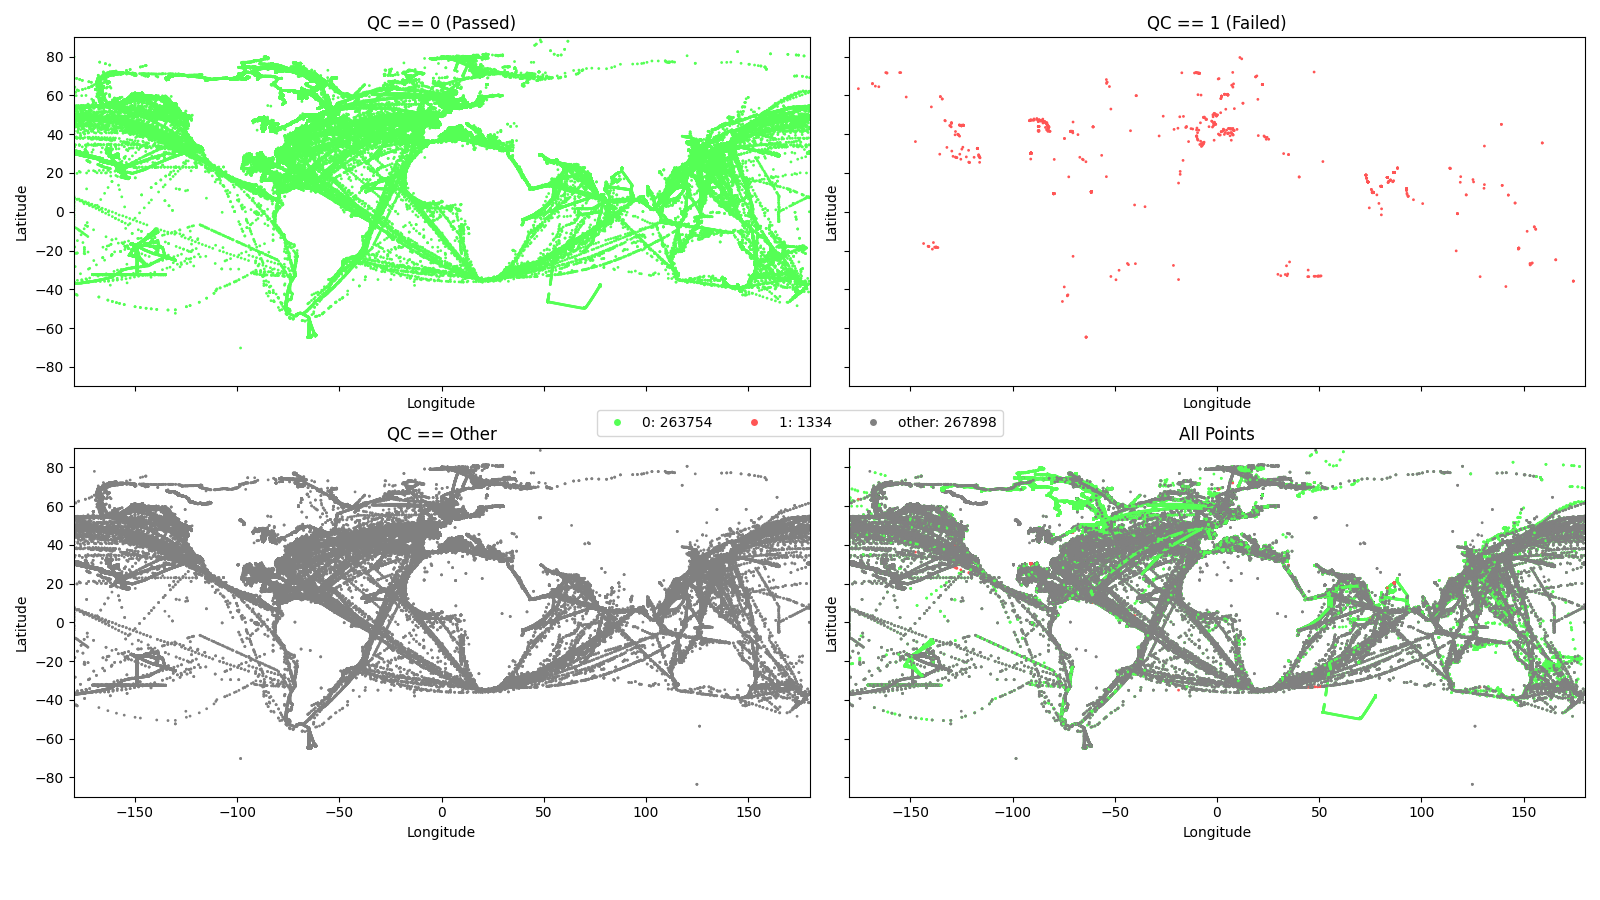 QC == 0 (Passed)
QC == 1 (Failed)
Latitude
80
60
40
20
0
−20
−40
−60
−80
Longitude
Latitude
Longitude
0: 263754
1: 1334
other: 267898
QC == Other
All Points
Latitude
80
60
40
20
0
−20
−40
−60
−80
−150
−100
−50
0
50
100
150
Longitude
Latitude
−150
−100
−50
0
50
100
150
Longitude